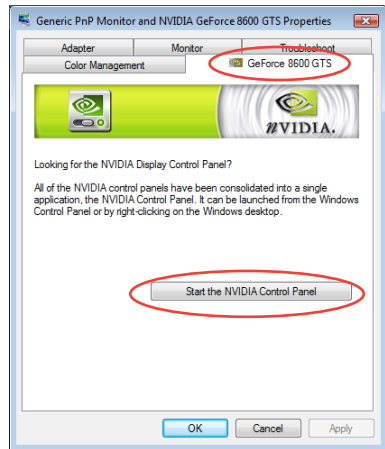 Generic PnP Monitor and NVIDIA GeForce 8600 GTS Properties
Adapter Monitor Troubleshoot
Color Management GeForce 8600 GTS
NVIDIA.
Looking for the NVIDIA Display Control Panel?
All of the NVIDIA control panels have been consolidated into a single
application, the NVIDIA Control Panel. It can be launched from the Windows
Control Panel or by right-clicking on the Windows desktop.
Start the NVIDIA Control Panel
OK Cancel Apply